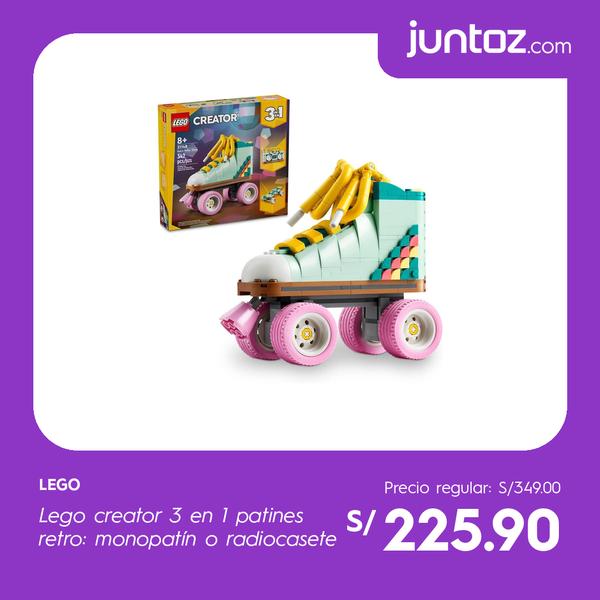 juntoz.com
LEGO CREATOR
3in1
8+
LEGO
Precio regular: S/349.00
Lego creator 3 en 1 patines
retro: monopatín o radiocasete
S/ 225.90